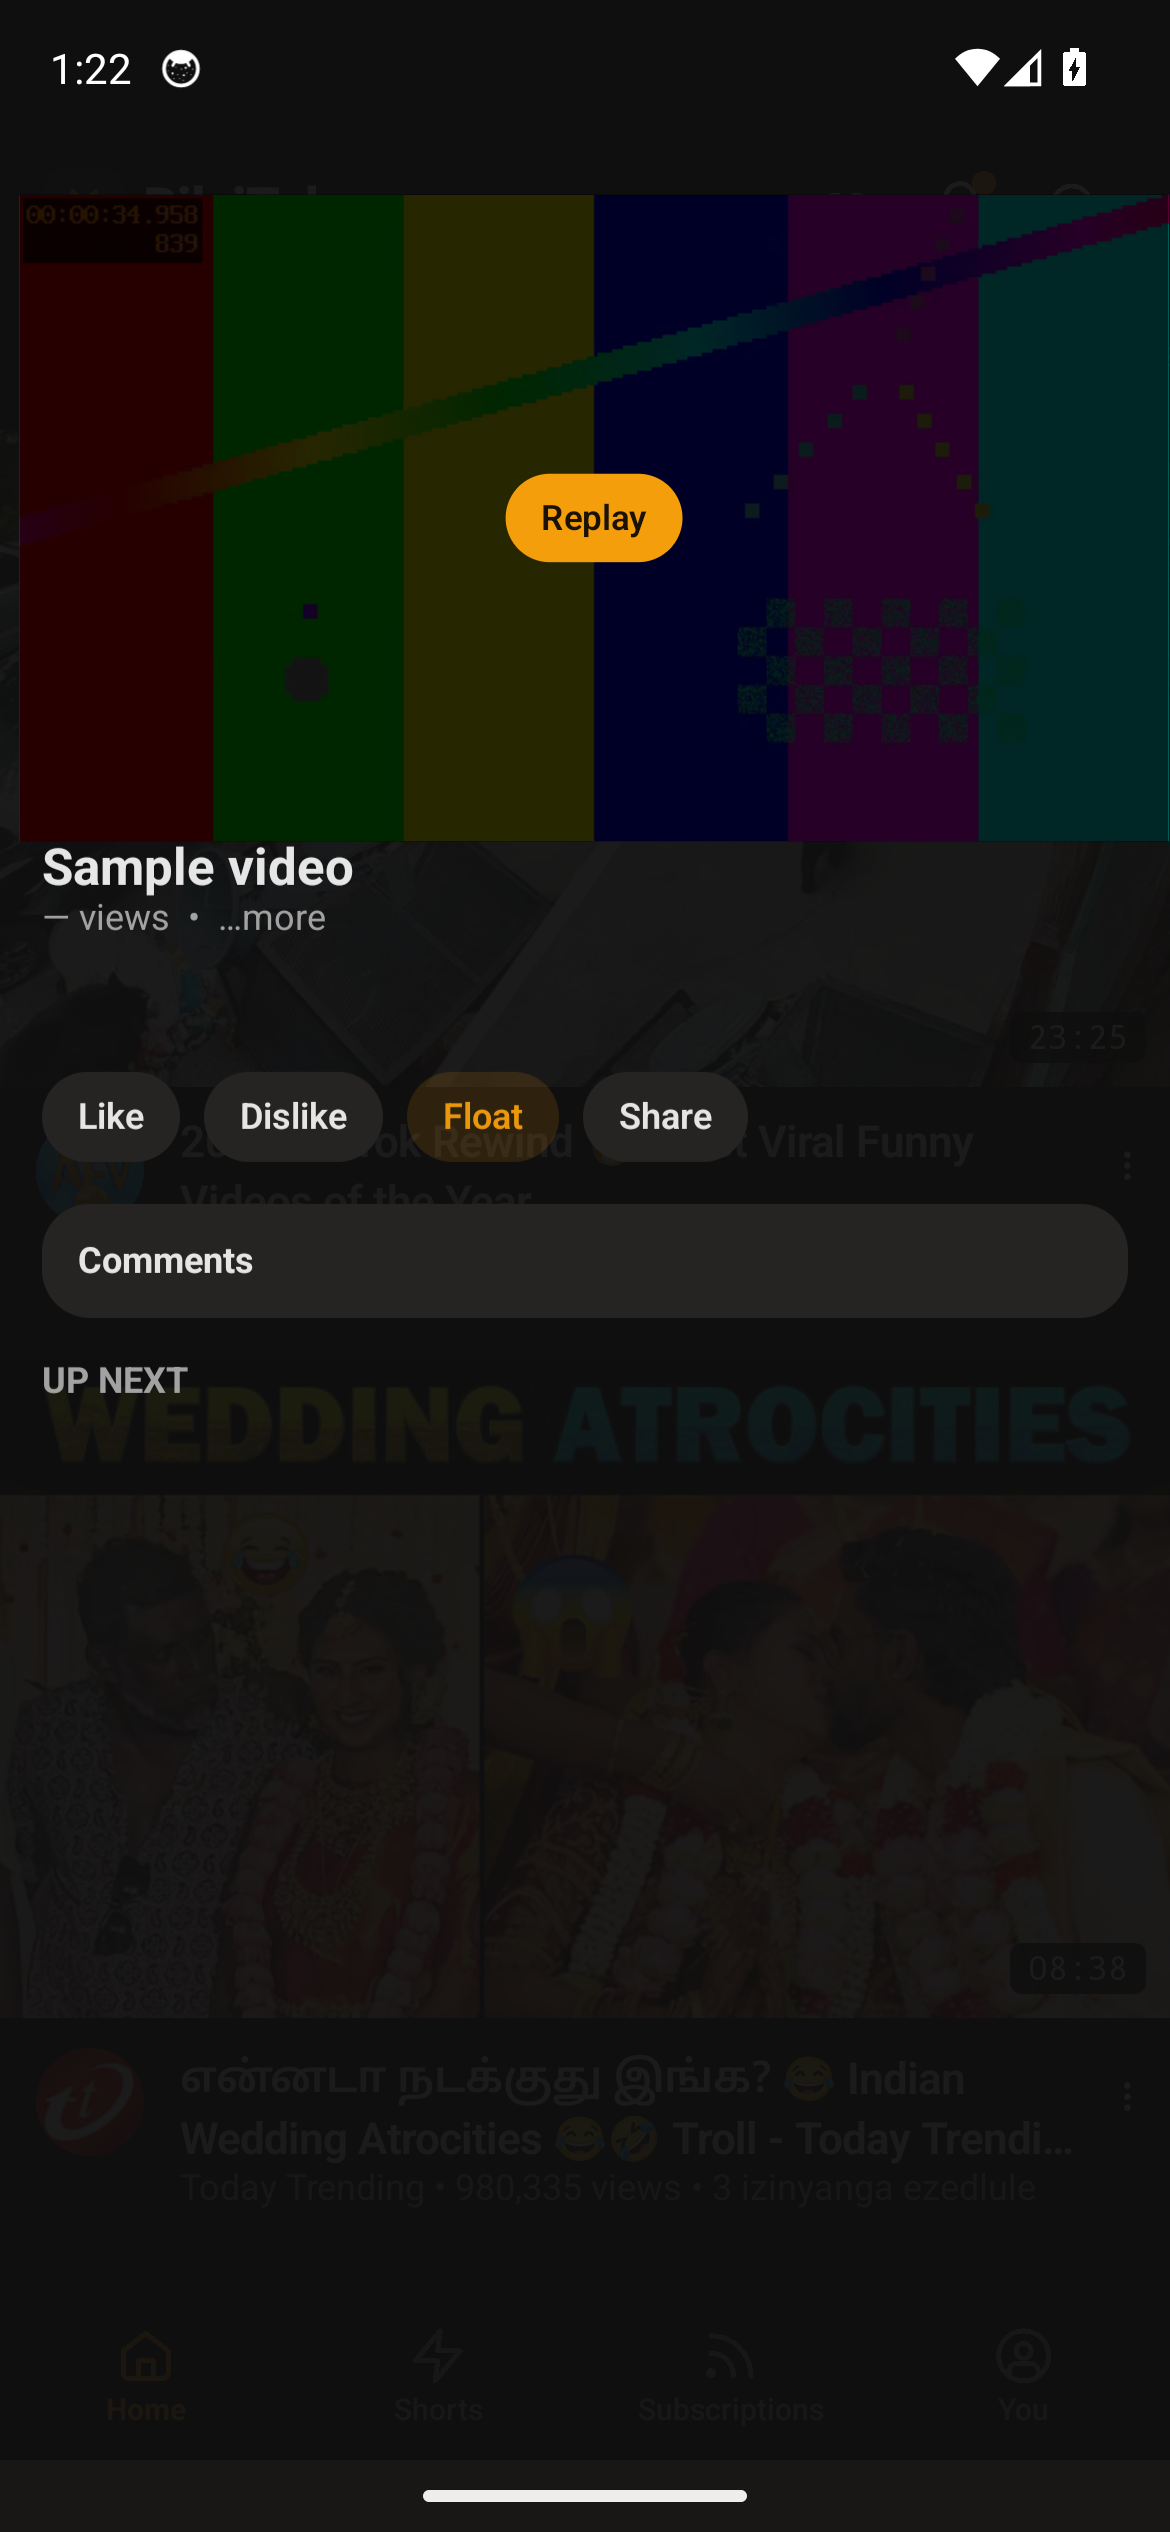 1:22
00:00:34.958
839
Replay
Sample video
— views • …more
23:25
Like
Dislike
Float
Share
Rewind
t Viral Funny
Videos of the Year
Comments
UP NEXT
WEDDING ATROCITIES
08:38
என்னடா நடக்குது இங்க? 😂 Indian
Wedding Atrocities 😂🤣 Troll - Today Trendi…
Today Trending • 980,335 views • 3 izinyanga ezedlule
Home
Shorts
Subscriptions
You